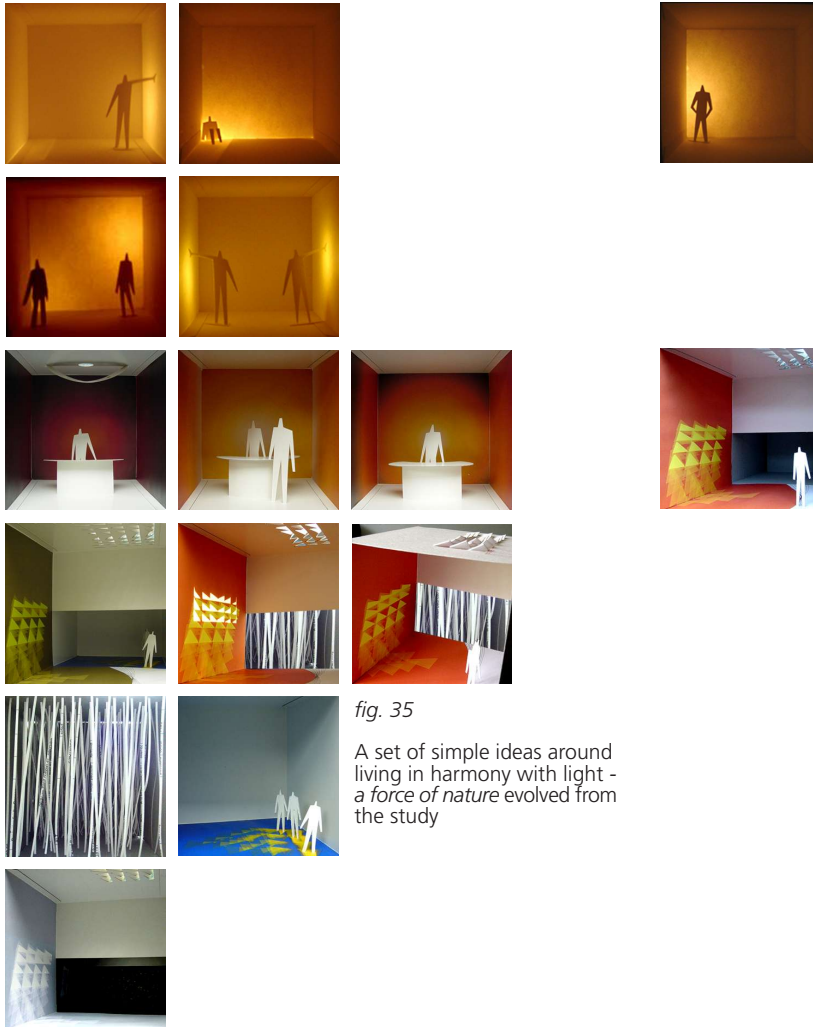 fig. 35
A set of simple ideas around
living in harmony with light -
a force of nature evolved from
the study